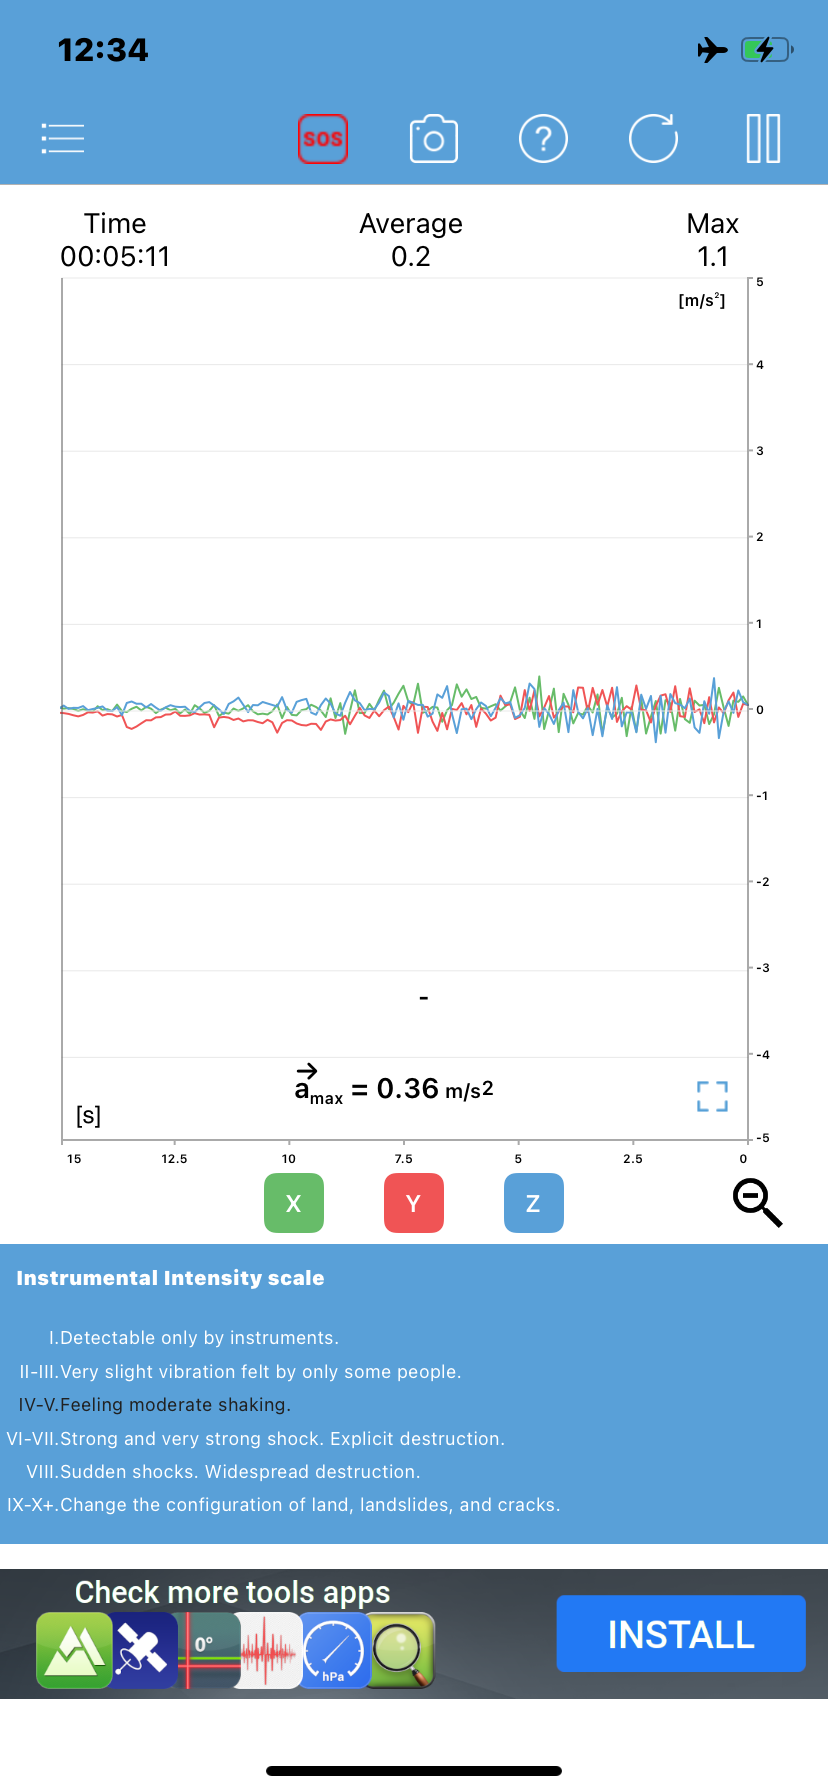 12:34
SOS
?
Time Average Max
00:05:11 0.2 1.1
5
[m/s²]
4
3
2
1
0
-1
-2
-3
-
-4
a max = 0.36 m/s2
[s]
-5
15 12.5 10 7.5 5 2.5 0
X Y Z
Instrumental Intensity scale
I.Detectable only by instruments.
II-III.Very slight vibration felt by only some people.
IV-V.Feeling moderate shaking.
VI-VII.Strong and very strong shock. Explicit destruction.
VIII.Sudden shocks. Widespread destruction.
IX-X+.Change the configuration of land, landslides, and cracks.
Check more tools apps
0°
hPa
INSTALL